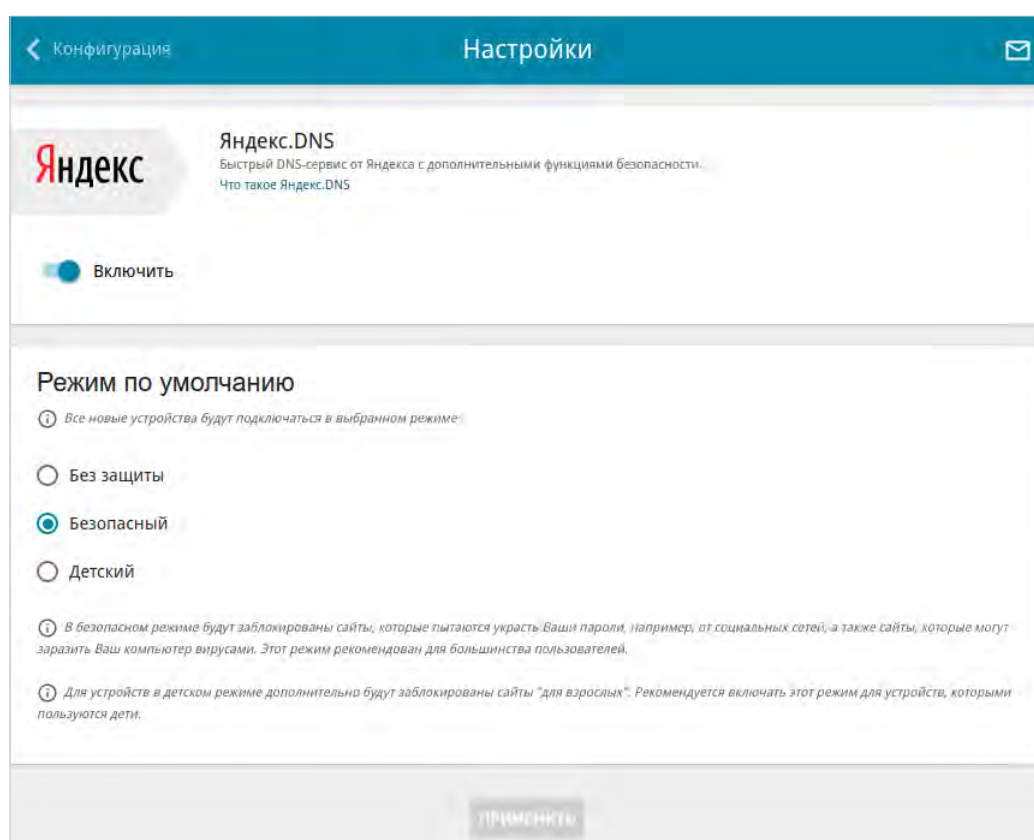 Конфигурация
Настройки
Яндекс
Яндекс.DNS
Быстрый DNS-сервис от Яндекса с дополнительными функциями безопасности.
Что такое Яндекс.DNS
Включить
Режим по умолчанию
Все новые устройства будут подключаться в выбранном режиме
Без защиты
Безопасный
Детский
В безопасном режиме будут заблокированы сайты, которые пытаются украсть Ваши пароли, например, от социальных сетей, а также сайты, которые могут
заразить Ваш компьютер вирусами. Этот режим рекомендован для большинства пользователей.
Для устройств в детском режиме дополнительно будут заблокированы сайты "для взрослых". Рекомендуется включать этот режим для устройств, которыми
пользуются дети.
ПРИМЕНИТЬ